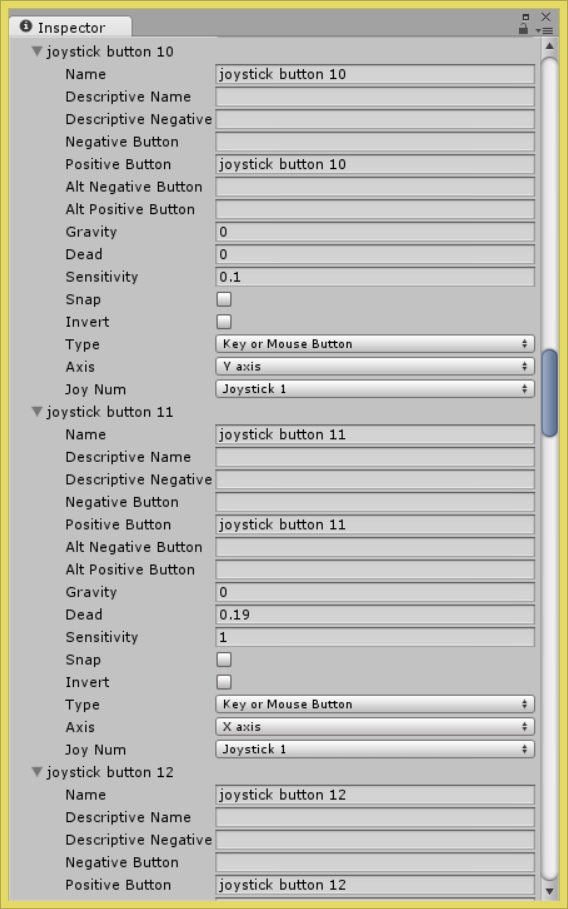 Inspector
joystick button 10
Name joystick button 10
Descriptive Name
Descriptive Negative
Negative Button
Positive Button joystick button 10
Alt Negative Button
Alt Positive Button
Gravity 0
Dead 0
Sensitivity 0.1
Snap
Invert
Type Key or Mouse Button
Axis Y axis
Joy Num Joystick 1
joystick button 11
Name joystick button 11
Descriptive Name
Descriptive Negative
Negative Button
Positive Button joystick button 11
Alt Negative Button
Alt Positive Button
Gravity 0
Dead 0.19
Sensitivity 1
Snap
Invert
Type Key or Mouse Button
Axis X axis
Joy Num Joystick 1
joystick button 12
Name joystick button 12
Descriptive Name
Descriptive Negative
Negative Button
Positive Button joystick button 12